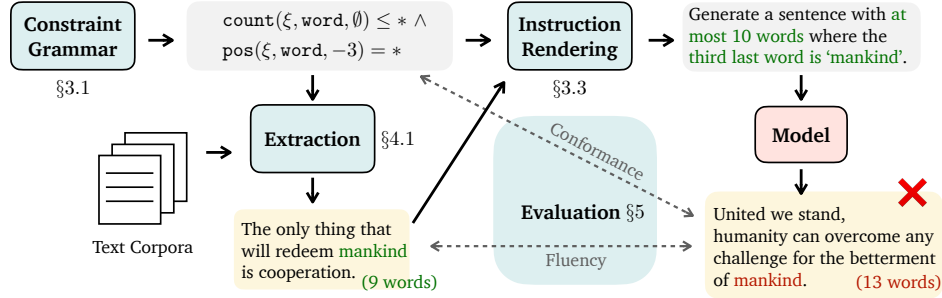 Constraint
Grammar
§3.1
count(ξ, word, ∅) ≤ * ∧
pos(ξ, word, −3) = *
Instruction
Rendering
§3.3
Generate a sentence with at
most 10 words where the
third last word is ‘mankind’.
Extraction
§4.1
Text Corpora
The only thing that
will redeem mankind
is cooperation.
(9 words)
Conformance
Evaluation §5
Fluency
Model
United we stand,
humanity can overcome any
challenge for the betterment
of mankind.
(13 words)